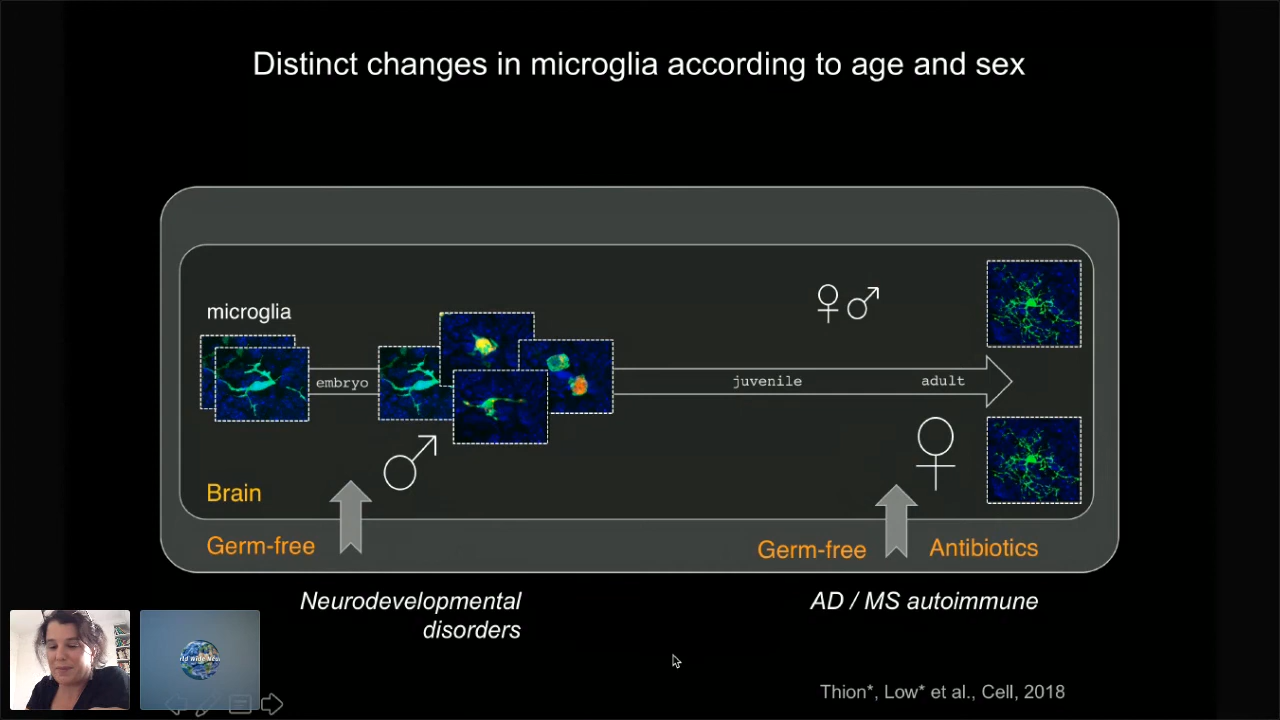 Distinct changes in microglia according to age and sex
microglia
embryo
juvenile
adult
Brain
Germ-free
Germ-free
Antibiotics
Neurodevelopmental
disorders
AD / MS autoimmune
Thion*, Low* et al., Cell, 2018